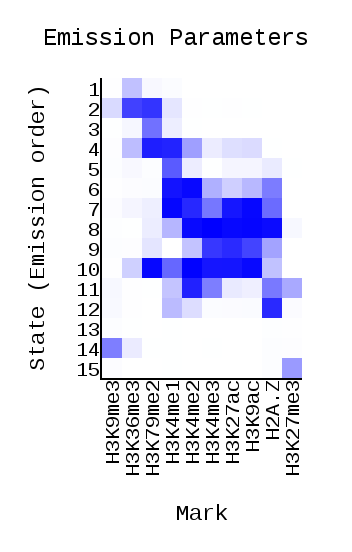 Emission Parameters
State (Emission order)
1
2
3
4
5
6
7
8
9
10
11
12
13
14
15
H3K9me3
H3K36me3
H3K79me2
H3K4me1
H3K4me2
H3K4me3
H3K27ac
H3K9ac
H2A.Z
H3K27me3
Mark